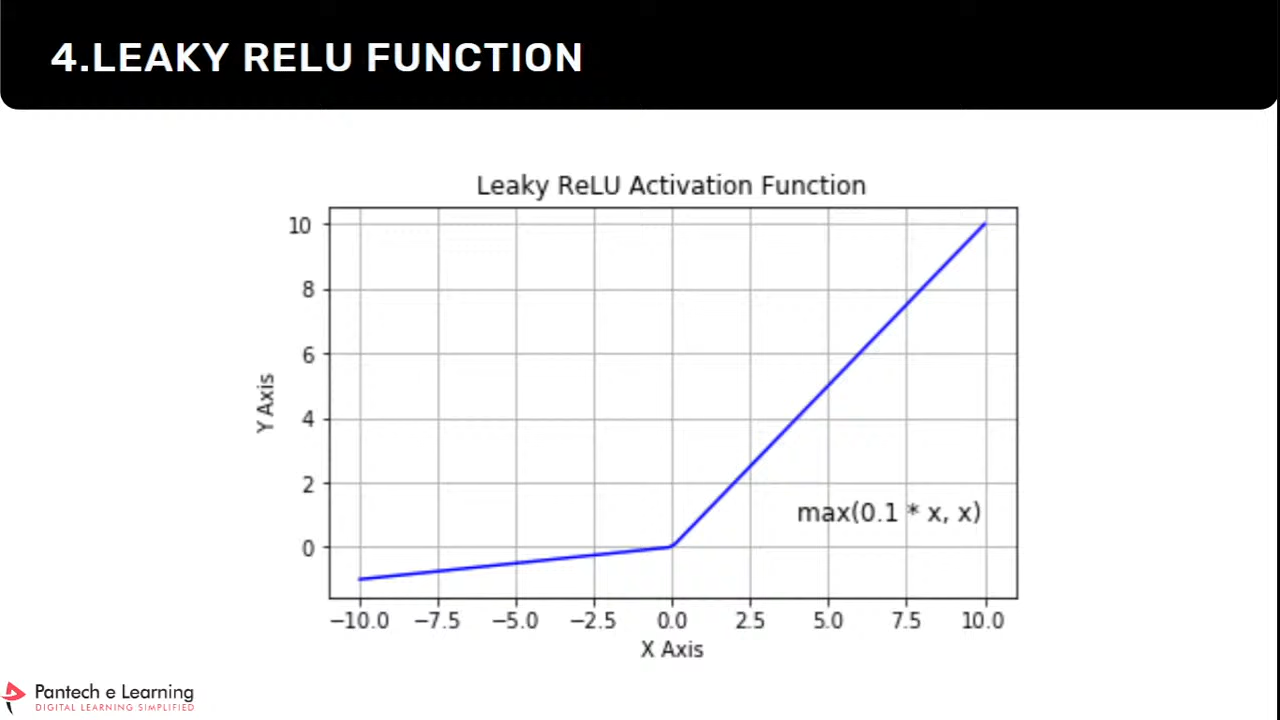 4.LEAKY RELU FUNCTION
Leaky ReLU Activation Function
10
8
6
4
2
0
Y Axis
max(0.1 * x, x)
−10.0 −7.5 −5.0 −2.5 0.0 2.5 5.0 7.5 10.0
X Axis
Pantech e Learning
DIGITAL LEARNING SIMPLIFIED